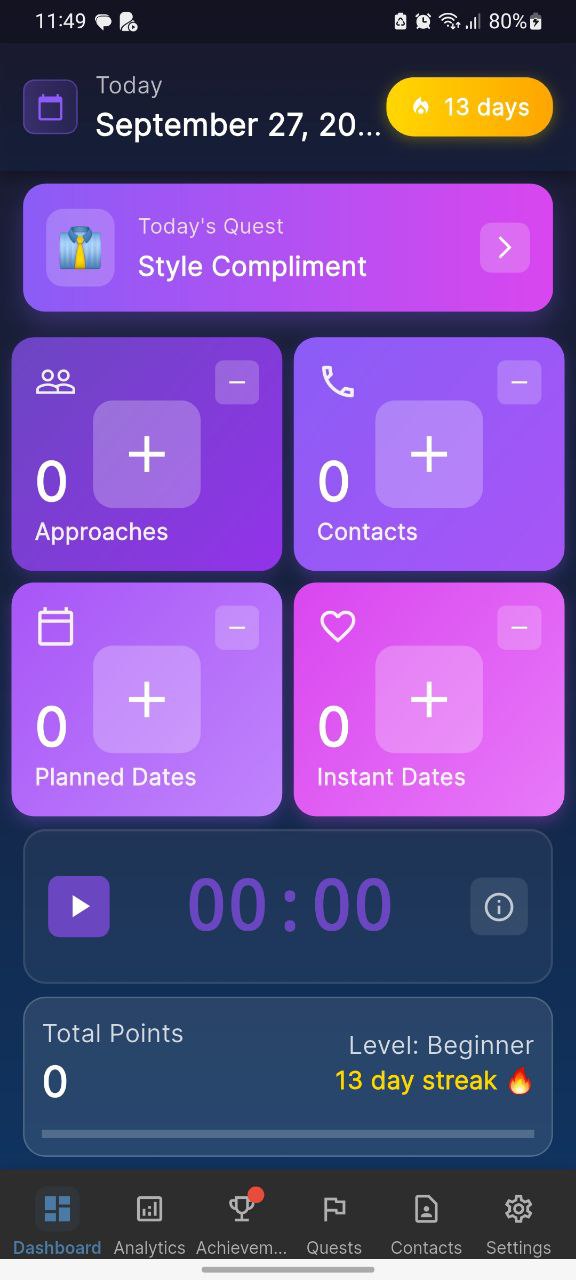 11:49
80%
Today
September 27, 20...
13 days
Today's Quest
Style Compliment
0
Approaches
0
Contacts
0
Planned Dates
0
Instant Dates
00:00
Total Points
0
Level: Beginner
13 day streak 🔥
Dashboard
Analytics
Achievem...
Quests
Contacts
Settings